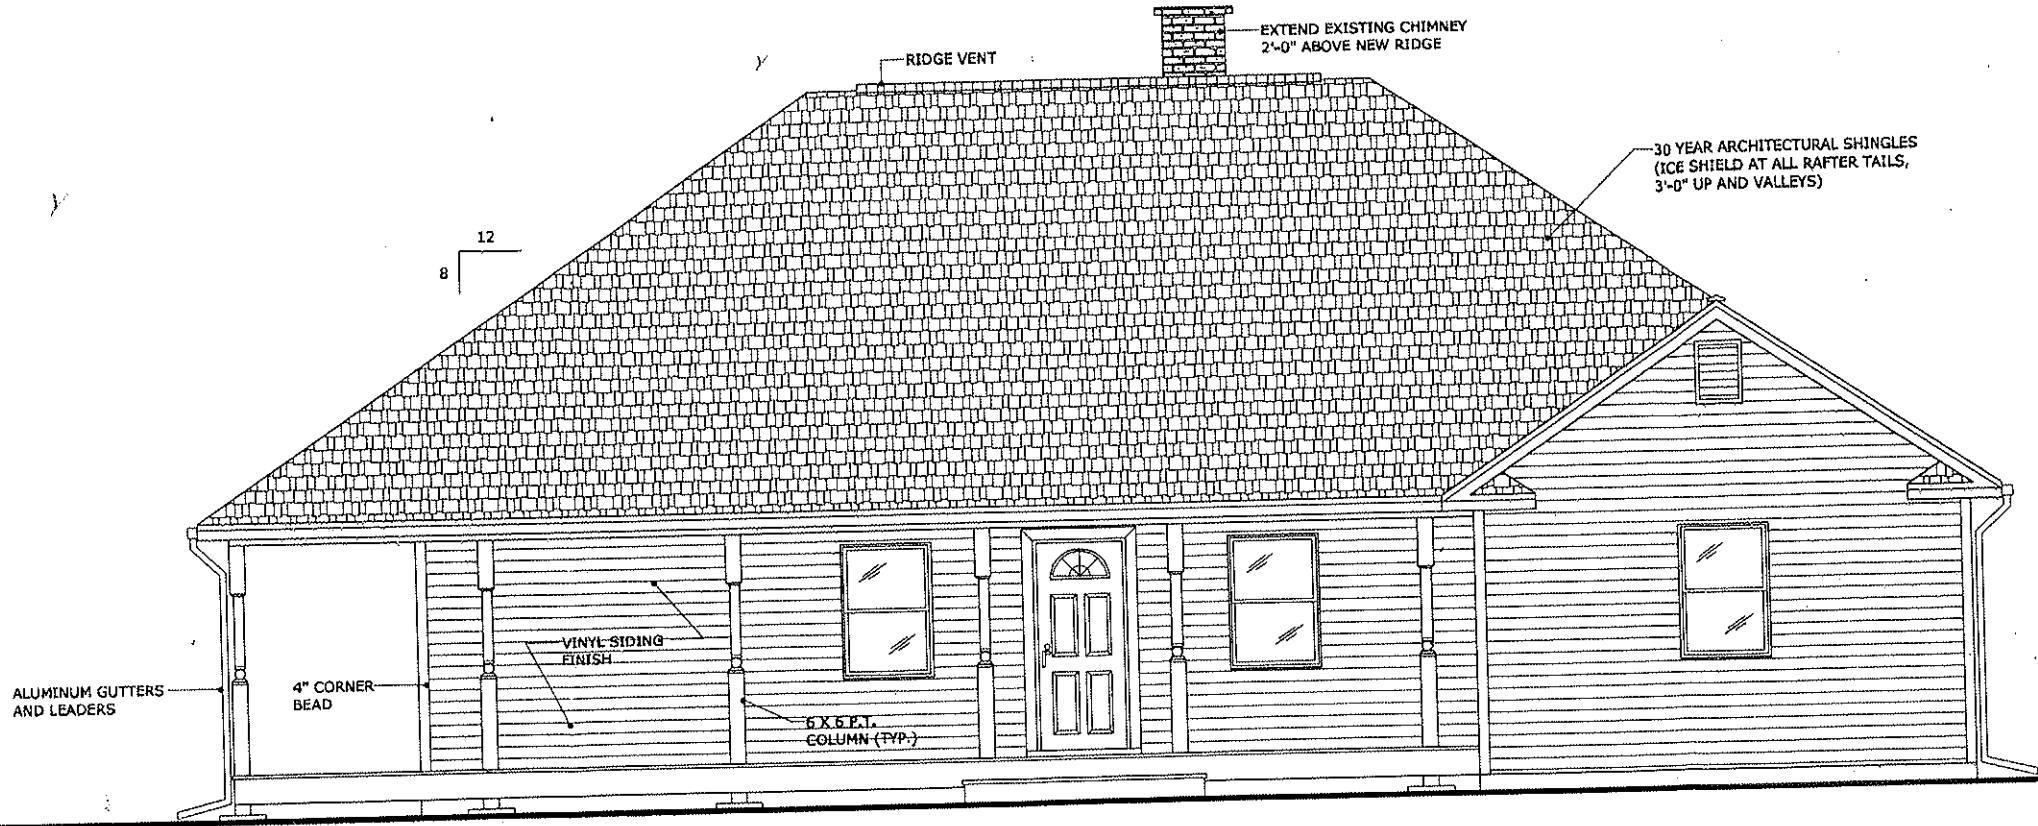 EXTEND EXISTING CHIMNEY
2'-0" ABOVE NEW RIDGE
RIDGE VENT
30 YEAR ARCHITECTURAL SHINGLES
(ICE SHIELD AT ALL RAFTER TAILS,
3'-0" UP AND VALLEYS)
12
8
VINYL SIDING
FINISH
ALUMINUM GUTTERS
AND LEADERS
4" CORNER
BEAD
6 X 6 P.T.
COLUMN (TYP.)